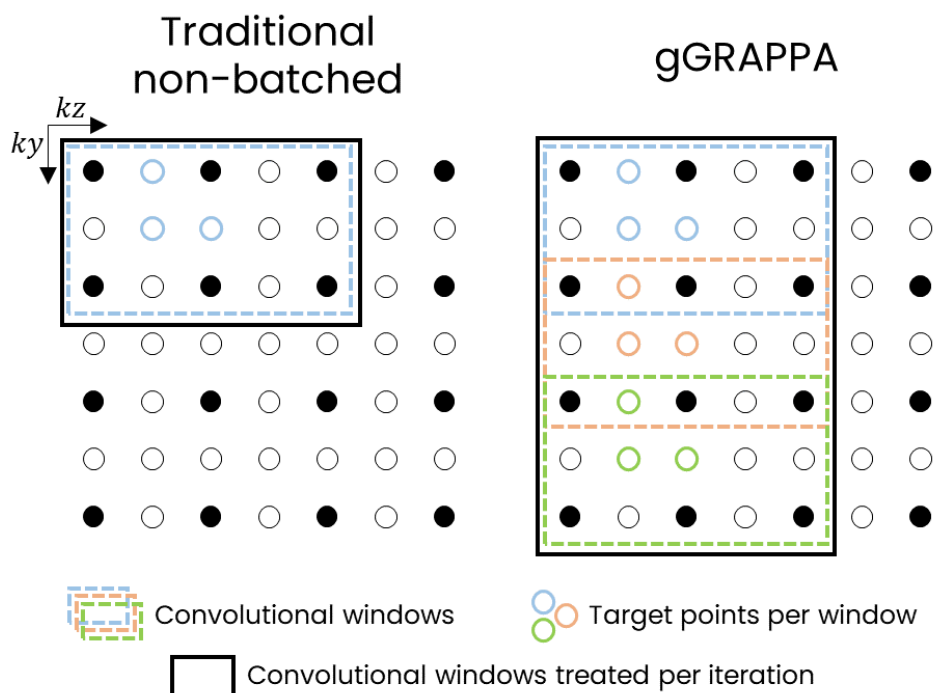 Traditional
non-batched
gGRAPPA
kz
ky
Convolutional windows
Target points per window
Convolutional windows treated per iteration